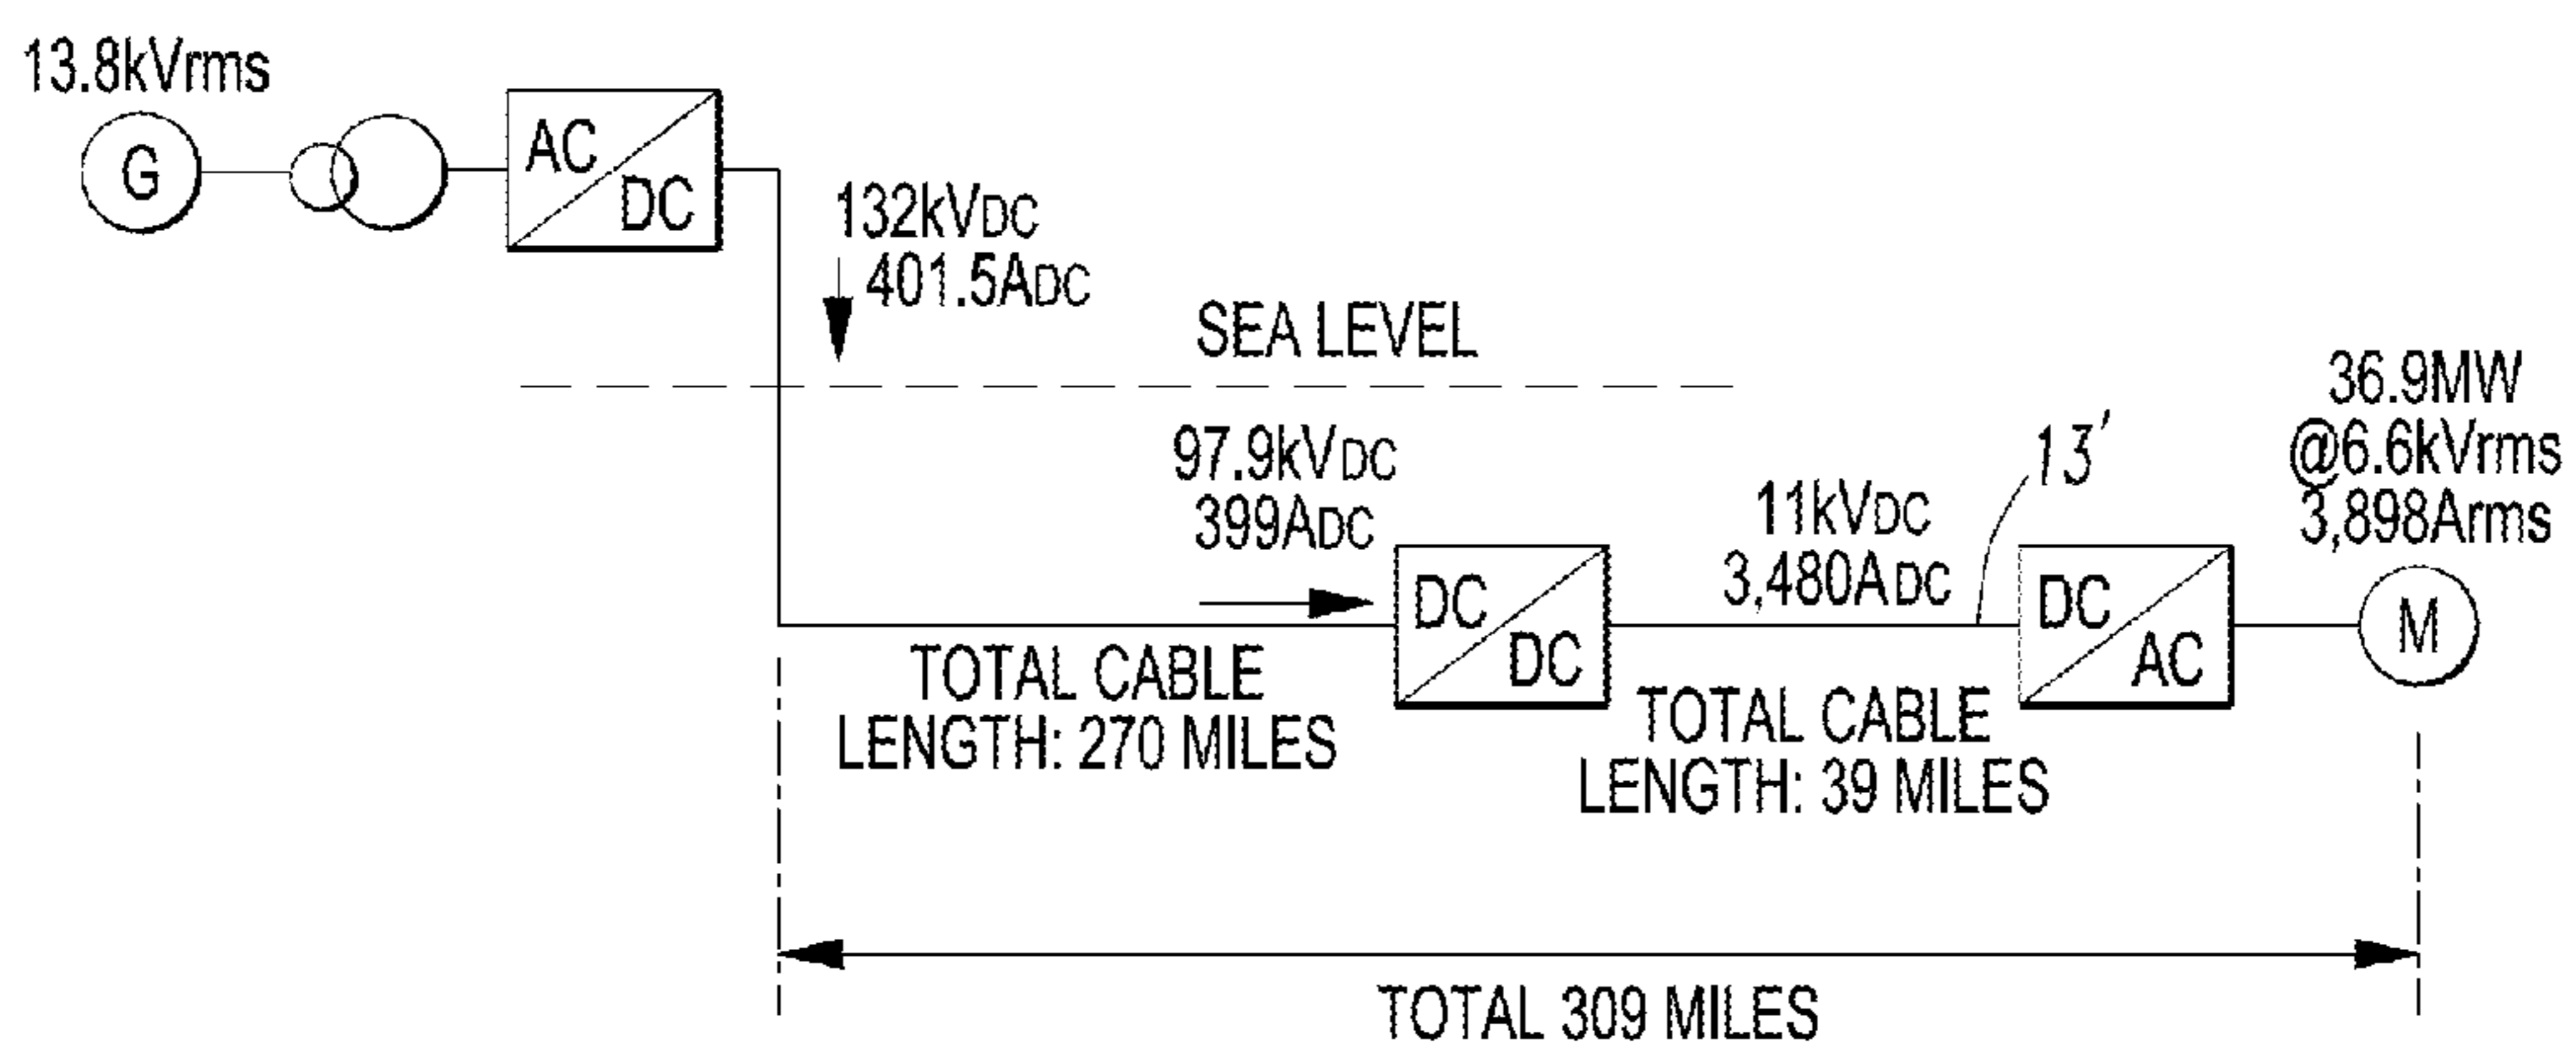 13.8kVrms
G
AC
DC
132kVDC
401.5ADC
SEA LEVEL
97.9kVDC
399ADC
DC
DC
11kVDC
3,480ADC
13'
DC
AC
36.9MW
@6.6kVrms
3,898Arms
M
TOTAL CABLE
LENGTH: 270 MILES
TOTAL CABLE
LENGTH: 39 MILES
TOTAL 309 MILES